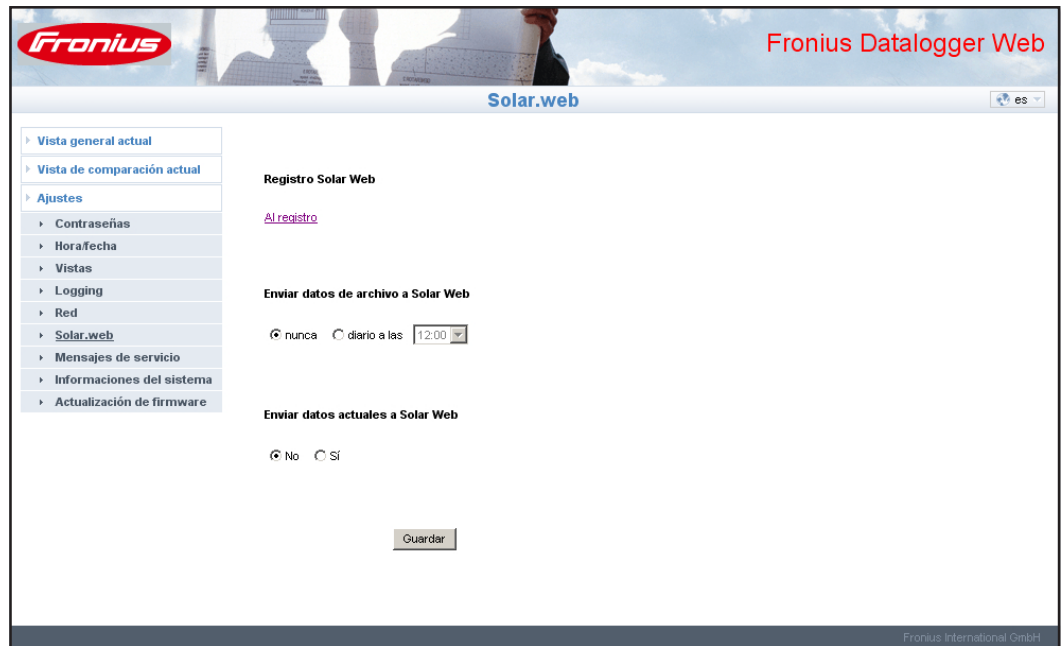 Fronius
Fronius Datalogger Web
Solar.web
es
Vista general actual
Vista de comparación actual
Ajustes
Contraseñas
Hora/fecha
Vistas
Logging
Red
Solar.web
Mensajes de servicio
Informaciones del sistema
Actualización de firmware
Registro Solar Web
Al registro
Enviar datos de archivo a Solar Web
nunca diario a las 12:00
Enviar datos actuales a Solar Web
No Sí
Guardar
Fronius International GmbH